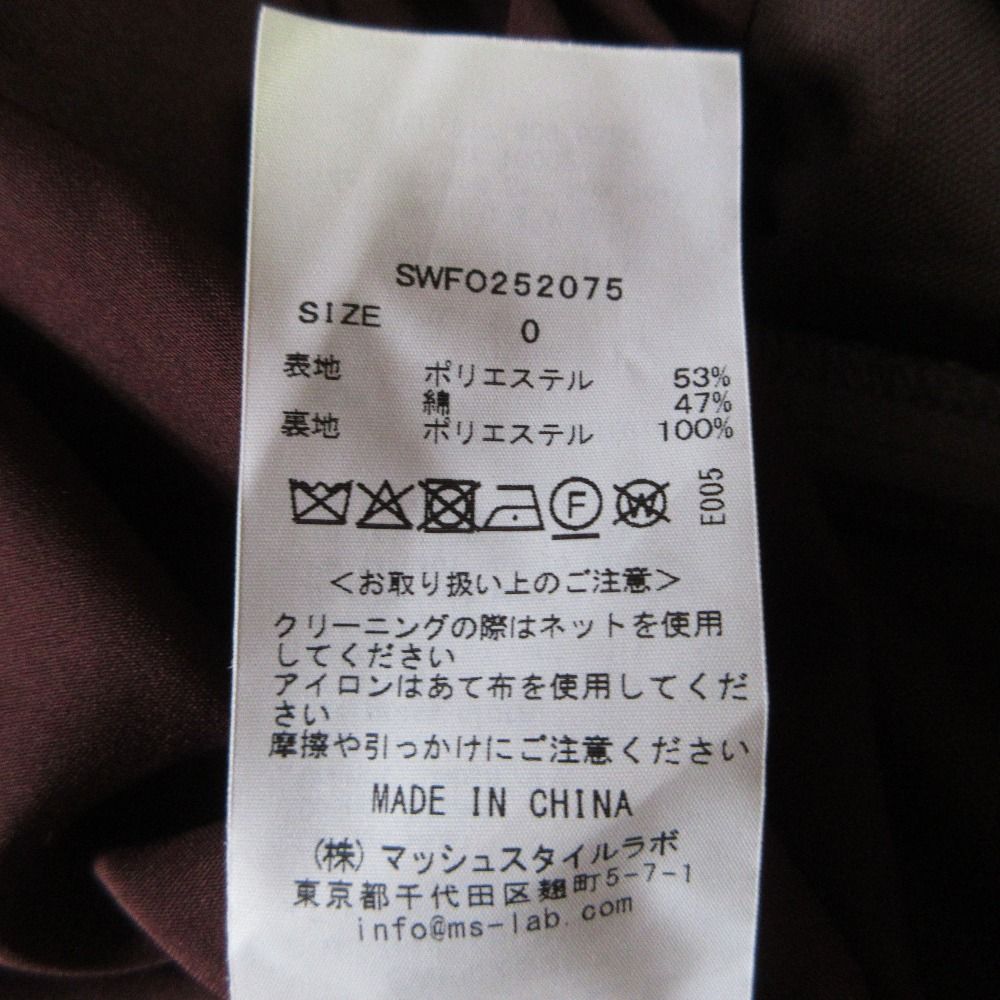 SWFO252075
SIZE 0
表地 ポリエステル 53%
綿 47%
裏地 ポリエステル 100%
F W E005
<お取り扱い上のご注意>
クリーニングの際はネットを使用
してください
アイロンはあて布を使用してくだ
さい
摩擦や引っかけにご注意ください
MADE IN CHINA
(株)マッシュスタイルラボ
東京都千代田区麹町5-7-1
info@ms-lab.com